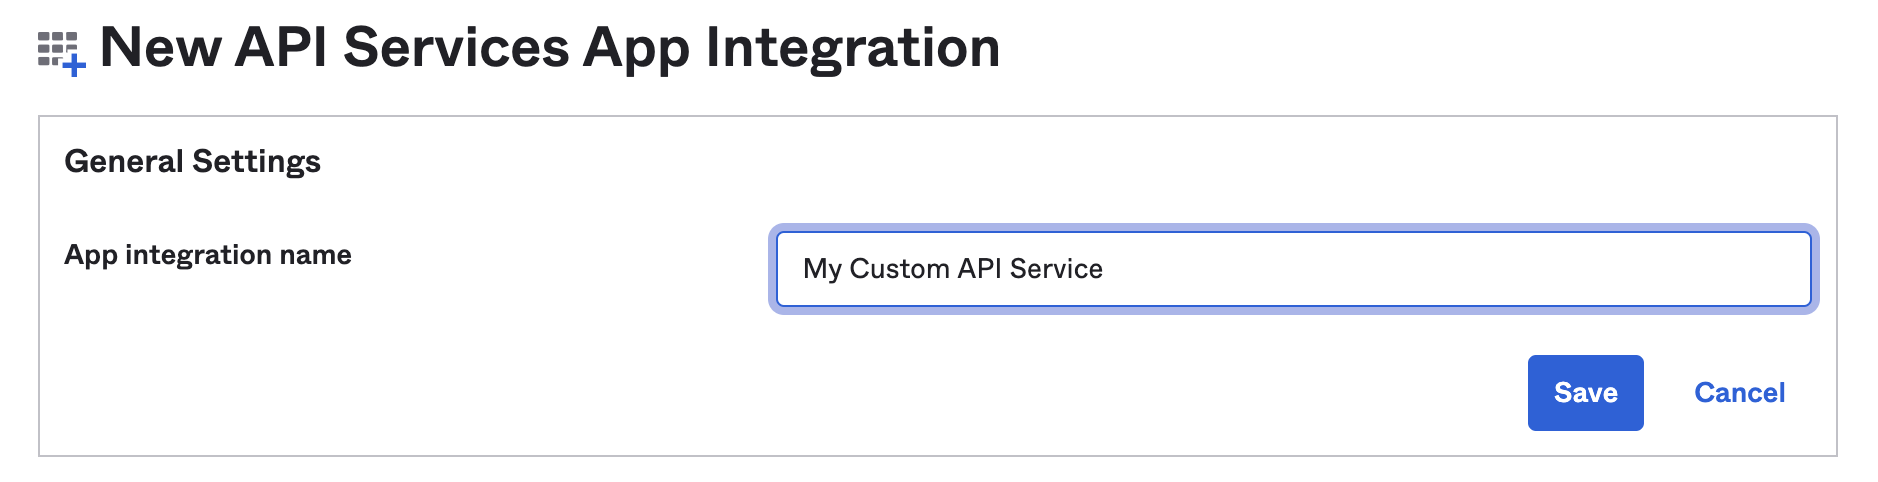 New API Services App Integration
General Settings
App integration name
My Custom API Service
Save Cancel